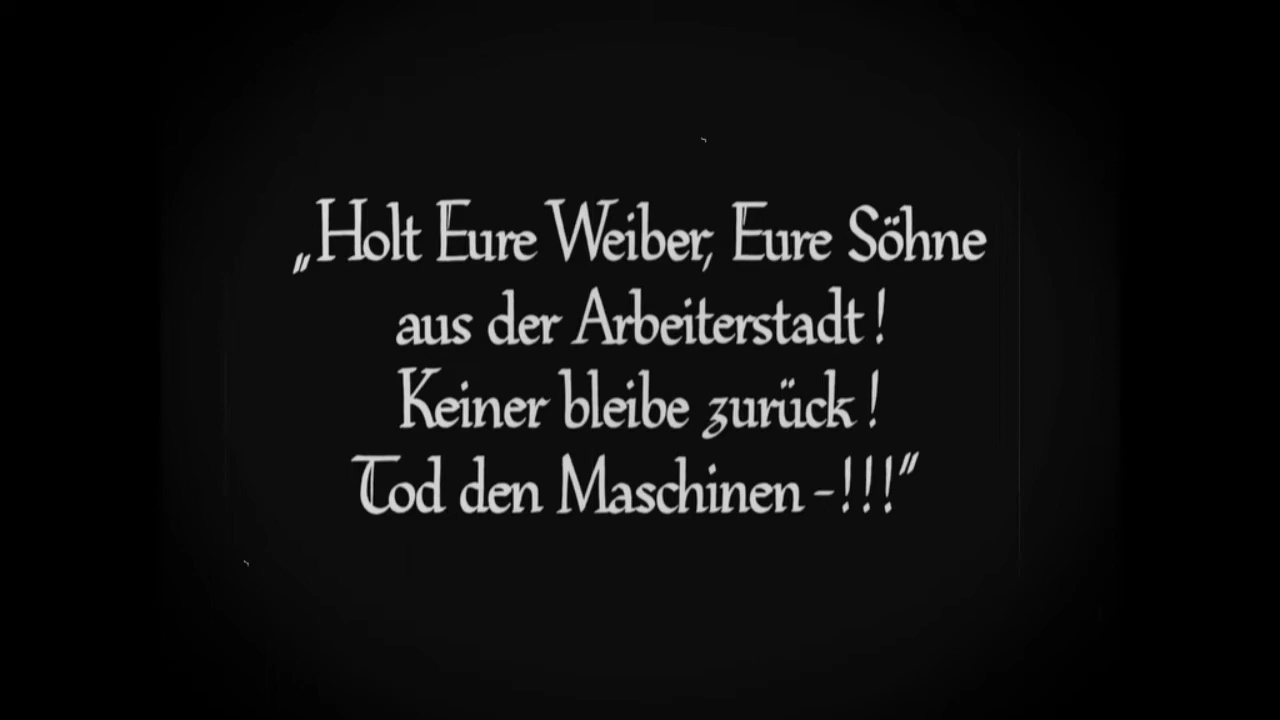 „Holt Eure Weiber, Eure Söhne
aus der Arbeiterstadt!
Keiner bleibe zurück!
Tod den Maschinen-!!!"